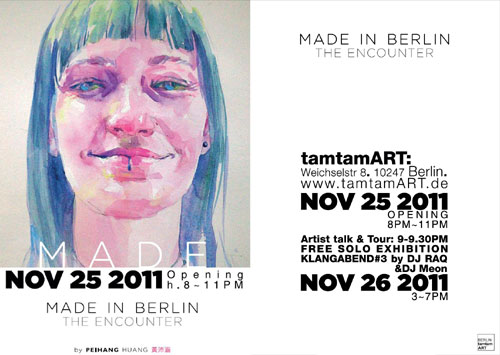 MADE
NOV 25 2011 Opening
h.8~11PM
MADE IN BERLIN
THE ENCOUNTER
by PEIHANG HUANG
MADE IN BERLIN
THE ENCOUNTER
tamtamART:
Weichselstr 8. 10247 Berlin.
www.tamtamART.de
NOV 25 2011
OPENING
8PM~11PM
Artist talk & Tour: 9-9.30PM
FREE SOLO EXHIBITION
KLANGABEND#3 by DJ RAQ
&DJ Meon
NOV 26 2011
3~7PM
BERLIN
tamtam
ART